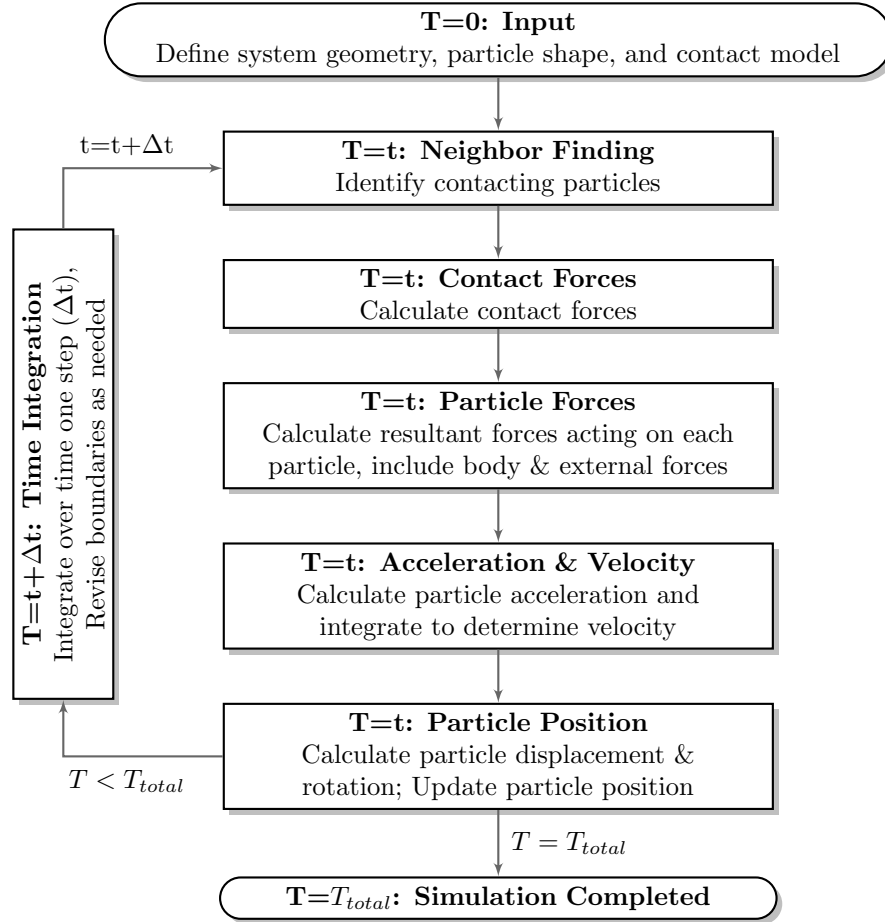 T=0: Input
Define system geometry, particle shape, and contact model
t=t+Δt
T=t: Neighbor Finding
Identify contacting particles
T=t: Contact Forces
Calculate contact forces
T=t: Particle Forces
Calculate resultant forces acting on each
particle, include body & external forces
T=t: Acceleration & Velocity
Calculate particle acceleration and
integrate to determine velocity
T=t: Particle Position
Calculate particle displacement &
rotation; Update particle position
T < T_total
T=t+Δt: Time Integration
Integrate over time one step (Δt),
Revise boundaries as needed
T = T_total
T=T_total: Simulation Completed